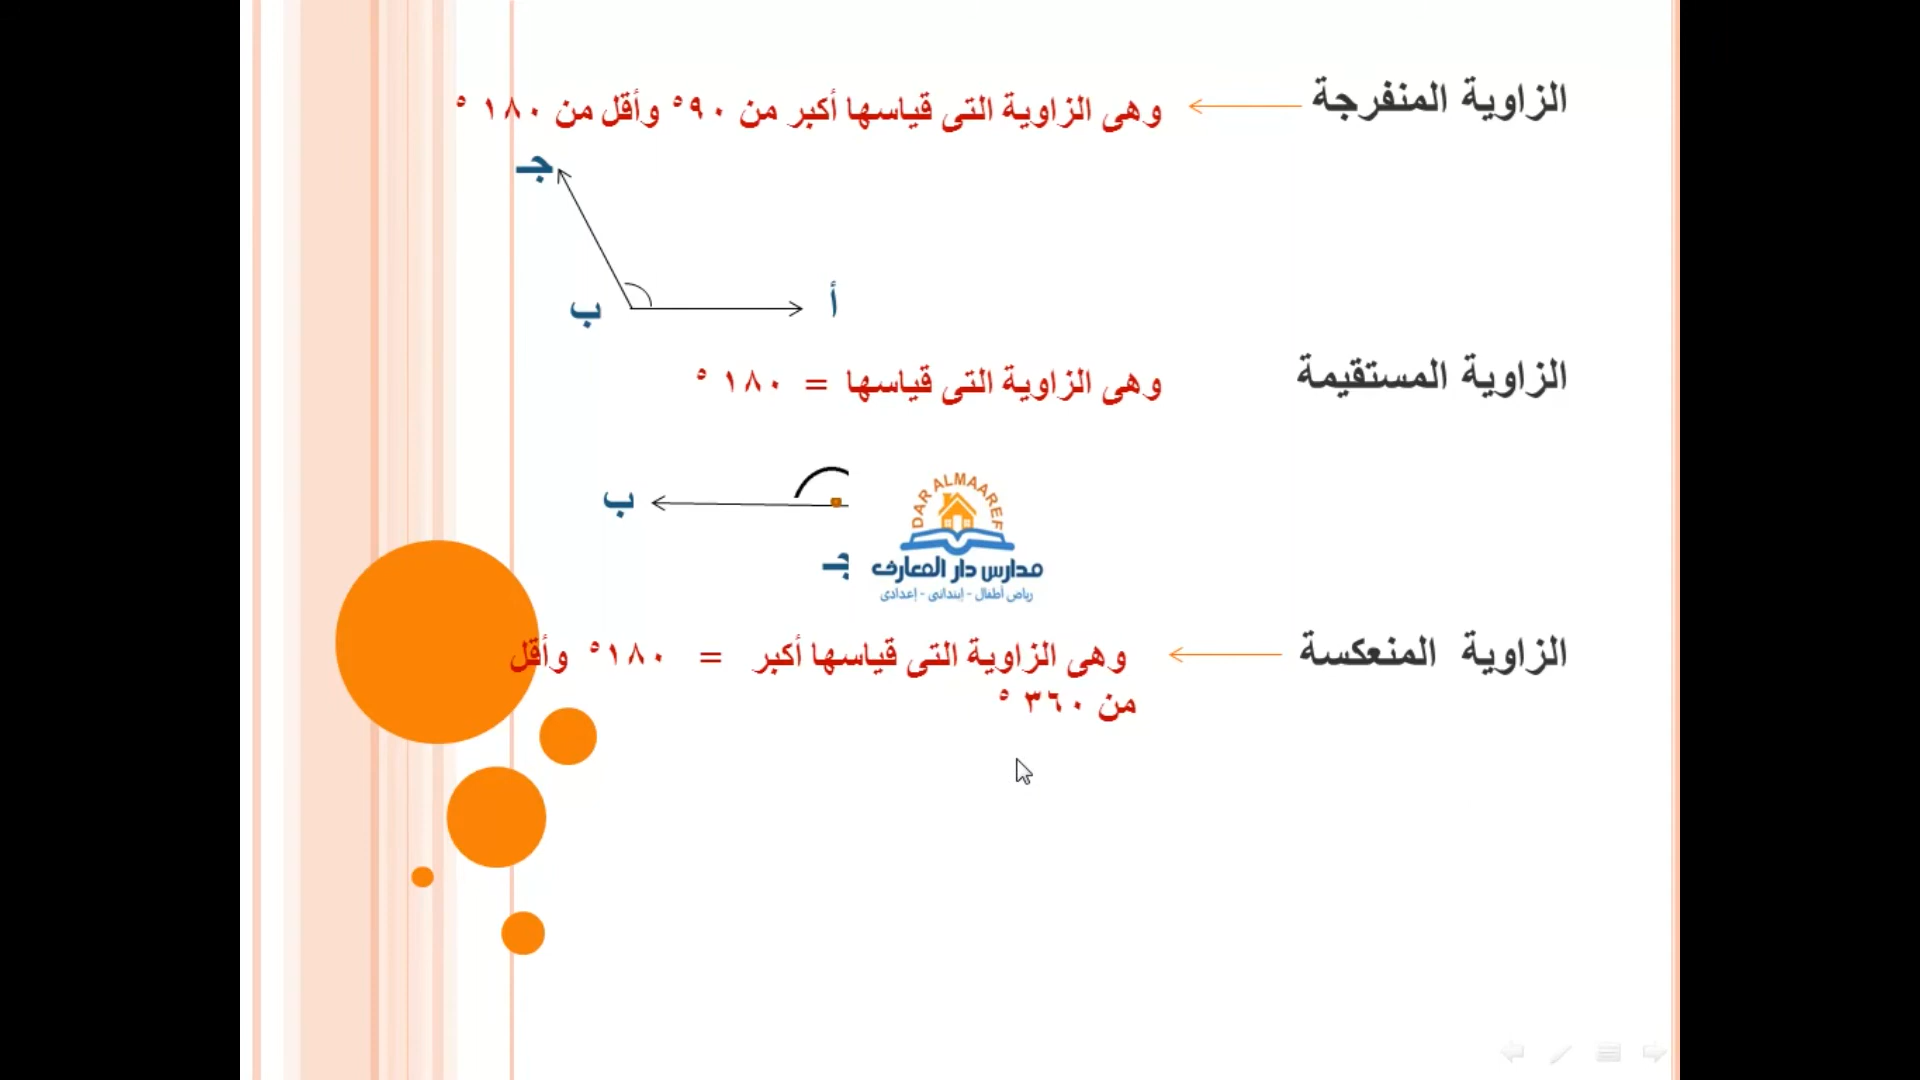 الزاوية المنفرجة وهى الزاوية التى قياسها أكبر من ٩٠ ° وأقل من ١٨٠ °
جـ
ب أ
الزاوية المستقيمة وهى الزاوية التى قياسها = ١٨٠ °
ب
جـ
DAR ALMAAREF
مدارس دار المعارف
رياض أطفال - إبتدائى - إعدادى
الزاوية المنعكسة وهى الزاوية التى قياسها أكبر = ١٨٠ ° وأقل
من ٣٦٠ °